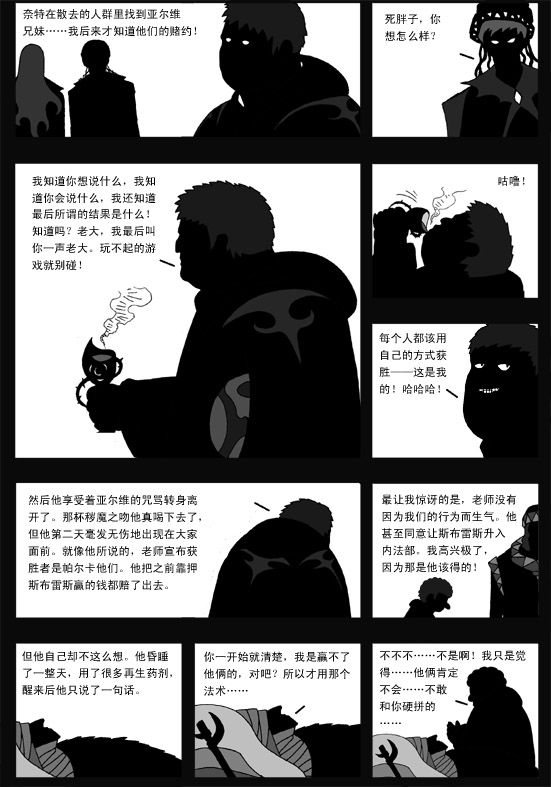 奈特在散去的人群里找到亚尔维
兄妹……我后来才知道他们的赌约！
死胖子，你
想怎么样？
我知道你想说什么，我知
道你会说什么，我还知道
最后所谓的结果是什么！
知道吗？老大，我最后叫
你一声老大。玩不起的游
戏就别碰！
咕噜！
每个人都该用
自己的方式获
胜——这是我
的！哈哈哈！
然后他享受着亚尔维的咒骂转身离
开了。那杯秽魔之吻他真喝下去了，
但他第二天毫发无伤地出现在大家
面前。就像他所说的，老师宣布获
胜者是帕尔卡他们。他把之前靠押
斯布雷斯赢的钱都赔了出去。
最让我惊讶的是，老师没有
因为我们的行为而生气。他
甚至同意让斯布雷斯升入
内法部。我高兴极了，
因为那是他该得的！
但他自己却不这么想。他昏睡
了一整天，用了很多再生药剂，
醒来后他只说了一句话。
你一开始就清楚，我是赢不了
他俩的，对吧？所以才用那个
法术……
不不不……不是啊！我只是觉
得……他俩肯定
不会……不敢
和你硬拼的
……